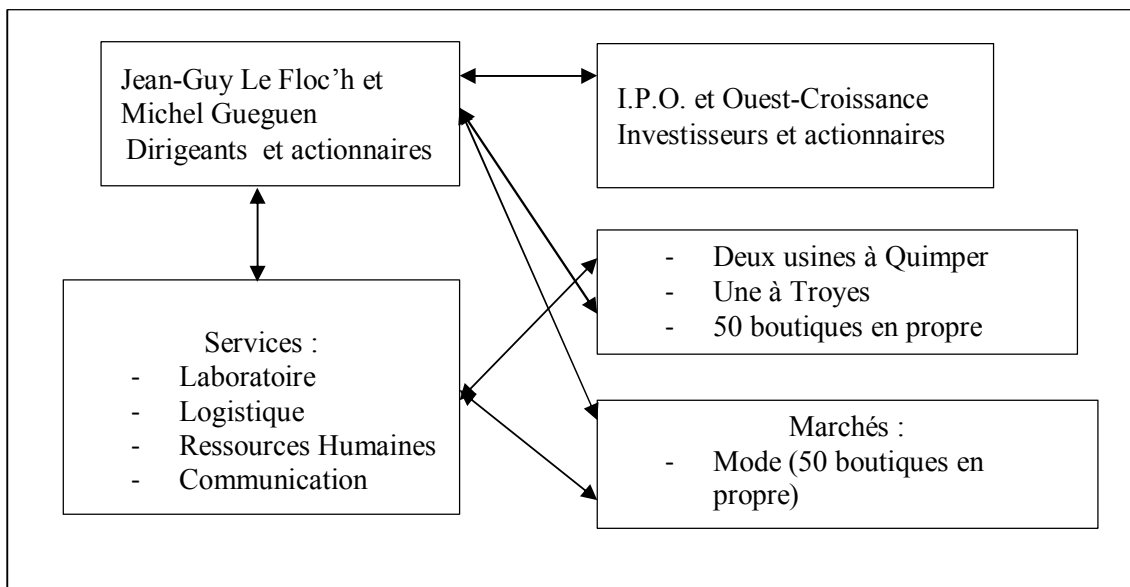 Jean-Guy Le Floc’h et
Michel Gueguen
Dirigeants et actionnaires
I.P.O. et Ouest-Croissance
Investisseurs et actionnaires
- Deux usines à Quimper
- Une à Troyes
- 50 boutiques en propre
Services :
- Laboratoire
- Logistique
- Ressources Humaines
- Communication
Marchés :
- Mode (50 boutiques en
propre)